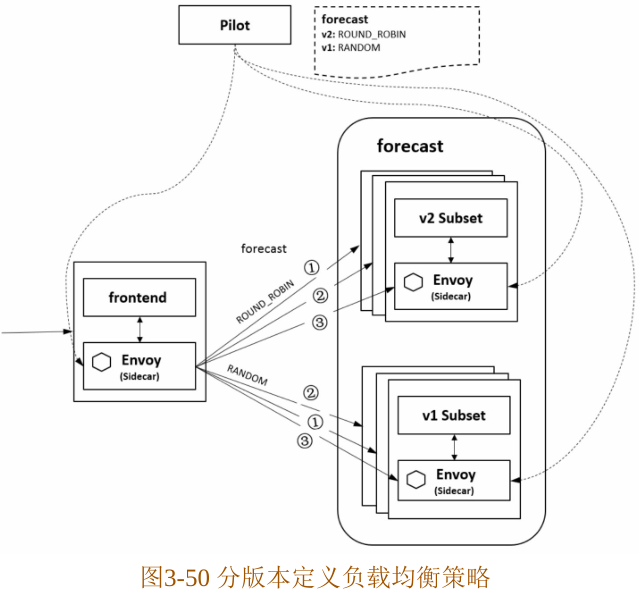 Pilot
forecast
v2: ROUND_ROBIN
v1: RANDOM
forecast
v2 Subset
Envoy
(Sidecar)
forecast
①
ROUND_ROBIN
②
③
frontend
Envoy
(Sidecar)
RANDOM
②
①
③
v1 Subset
Envoy
(Sidecar)
图3-50 分版本定义负载均衡策略